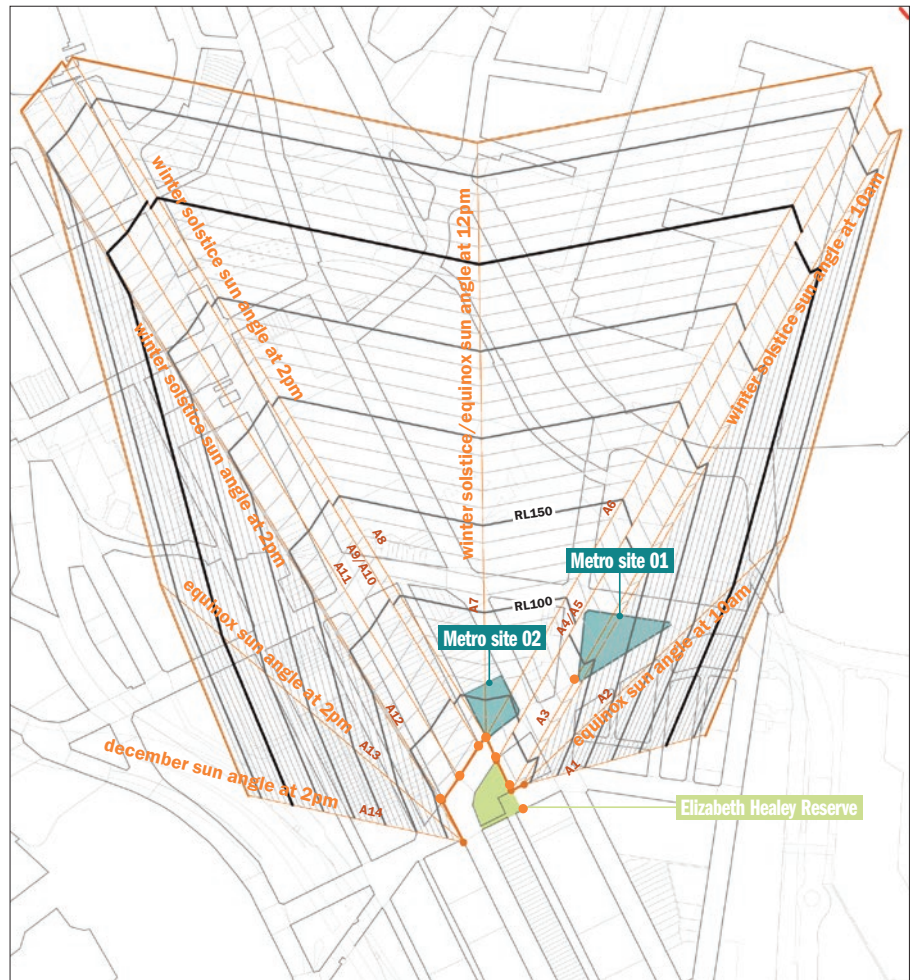 winter solstice sun angle at 2pm
winter solstice/equinox sun angle at 12pm
winter solstice sun angle at 10am
winter solstice sun angle at 2pm
RL150
A6
A8
A9/A10
A11
Metro site 01
A7
RL100
A4/A5
Metro site 02
equinox sun angle at 2pm
equinox sun angle at 10am
A2
A3
A12
A13
december sun angle at 2pm
A1
A14
Elizabeth Healey Reserve